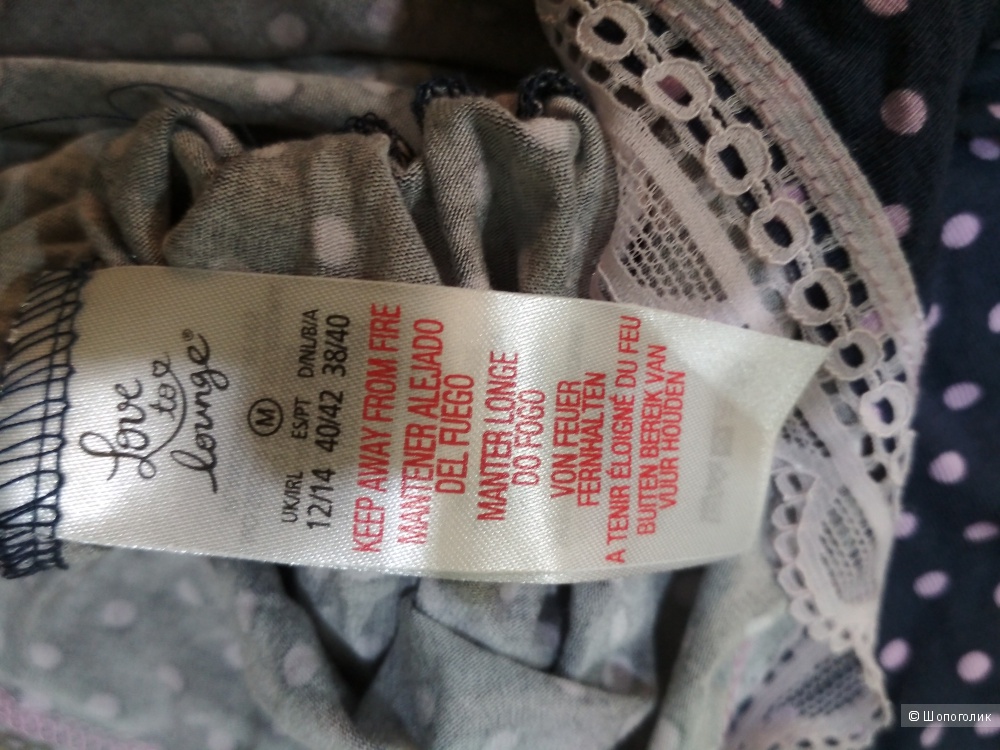 Love
to
lounge®
M
UK/IRL ES/PT D/NL/B/A
12/14 40/42 38/40
KEEP AWAY FROM FIRE
MANTENER ALEJADO
DEL FUEGO
MANTER LONGE
DO FOGO
VON FEUER
FERNHALTEN
A TENIR ÉLOIGNÉ DU FEU
BUITEN BEREIK VAN
VUUR HOUDEN
© Шопоголик